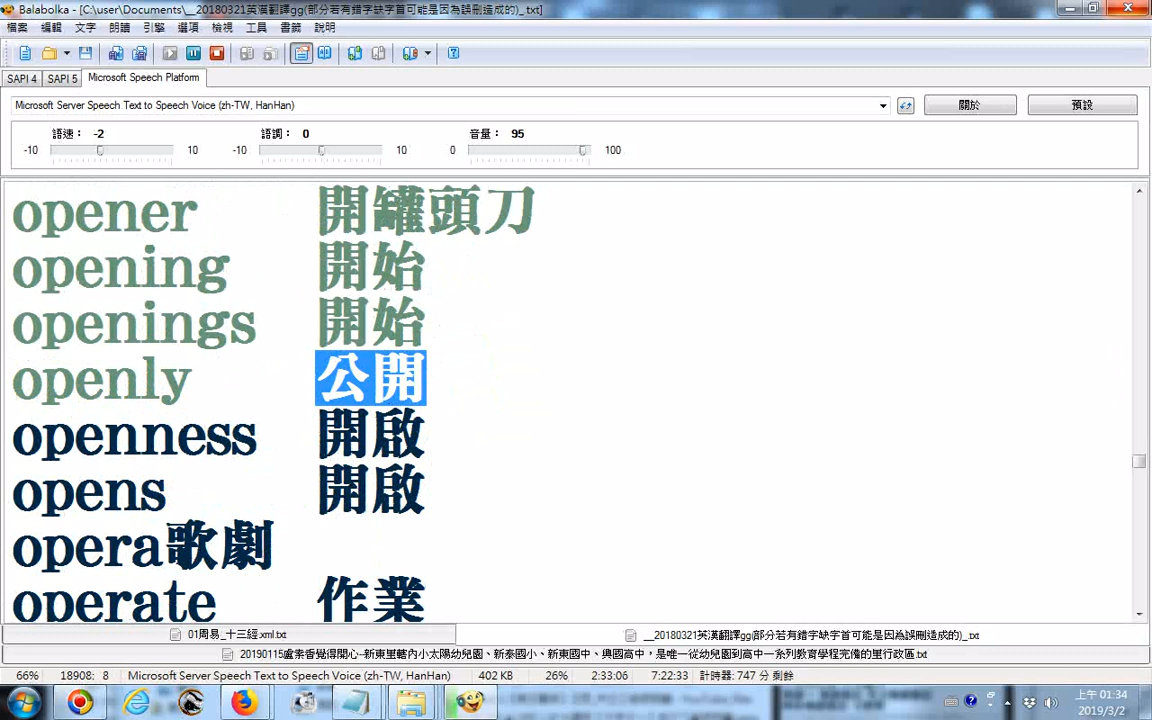 Balabolka - [C:\user\Documents\__20180321英漢翻譯gg(部分若有錯字缺字首可能是因為誤刪造成的)_.txt]
檔案 編輯 文字 朗讀 引擎 選項 檢視 工具 書籤 說明
SAPI 4 SAPI 5 Microsoft Speech Platform
Microsoft Server Speech Text to Speech Voice (zh-TW, HanHan) 關於 預設
語速: -2 語調: 0 音量: 95
-10 10 -10 10 0 100
opener 開罐頭刀
opening 開始
openings 開始
openly 公開
openness 開啟
opens 開啟
opera歌劇
operate 作業
01周易_十三經.xml.txt __20180321英漢翻譯gg(部分若有錯字缺字首可能是因為誤刪造成的)_.txt
20190115盧素香覺得開心-新東里轄內小太陽幼兒園、新泰國小、新東國中、興國高中，是唯一從幼兒園到高中一系列教育學程完備的里行政區.txt
66% 18908: 8 Microsoft Server Speech Text to Speech Voice (zh-TW, HanHan) 402 KB 26% 2:33:06 7:22:33 計時器: 747 分 剩餘
上午 01:34
2019/3/2